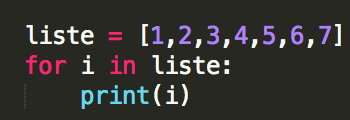 liste = [1,2,3,4,5,6,7]
for i in liste:
    print(i)